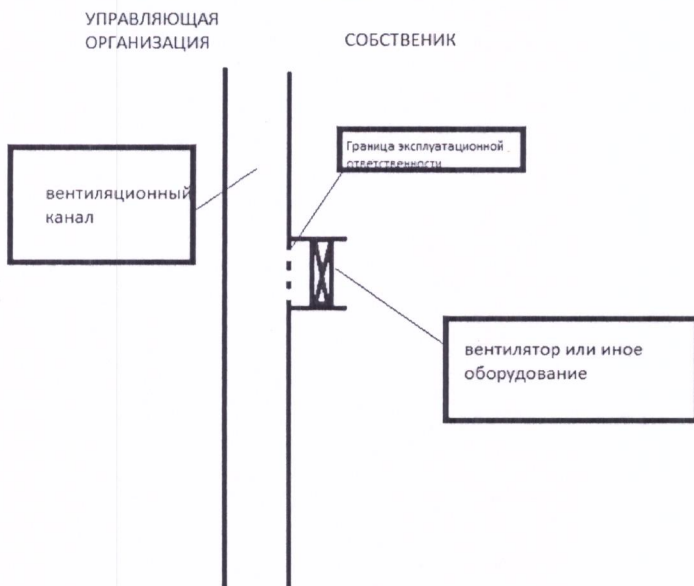 УПРАВЛЯЮЩАЯ
ОРГАНИЗАЦИЯ
СОБСТВЕНИК
Граница эксплуатационной
ответственности
вентиляционный
канал
вентилятор или иное
оборудование